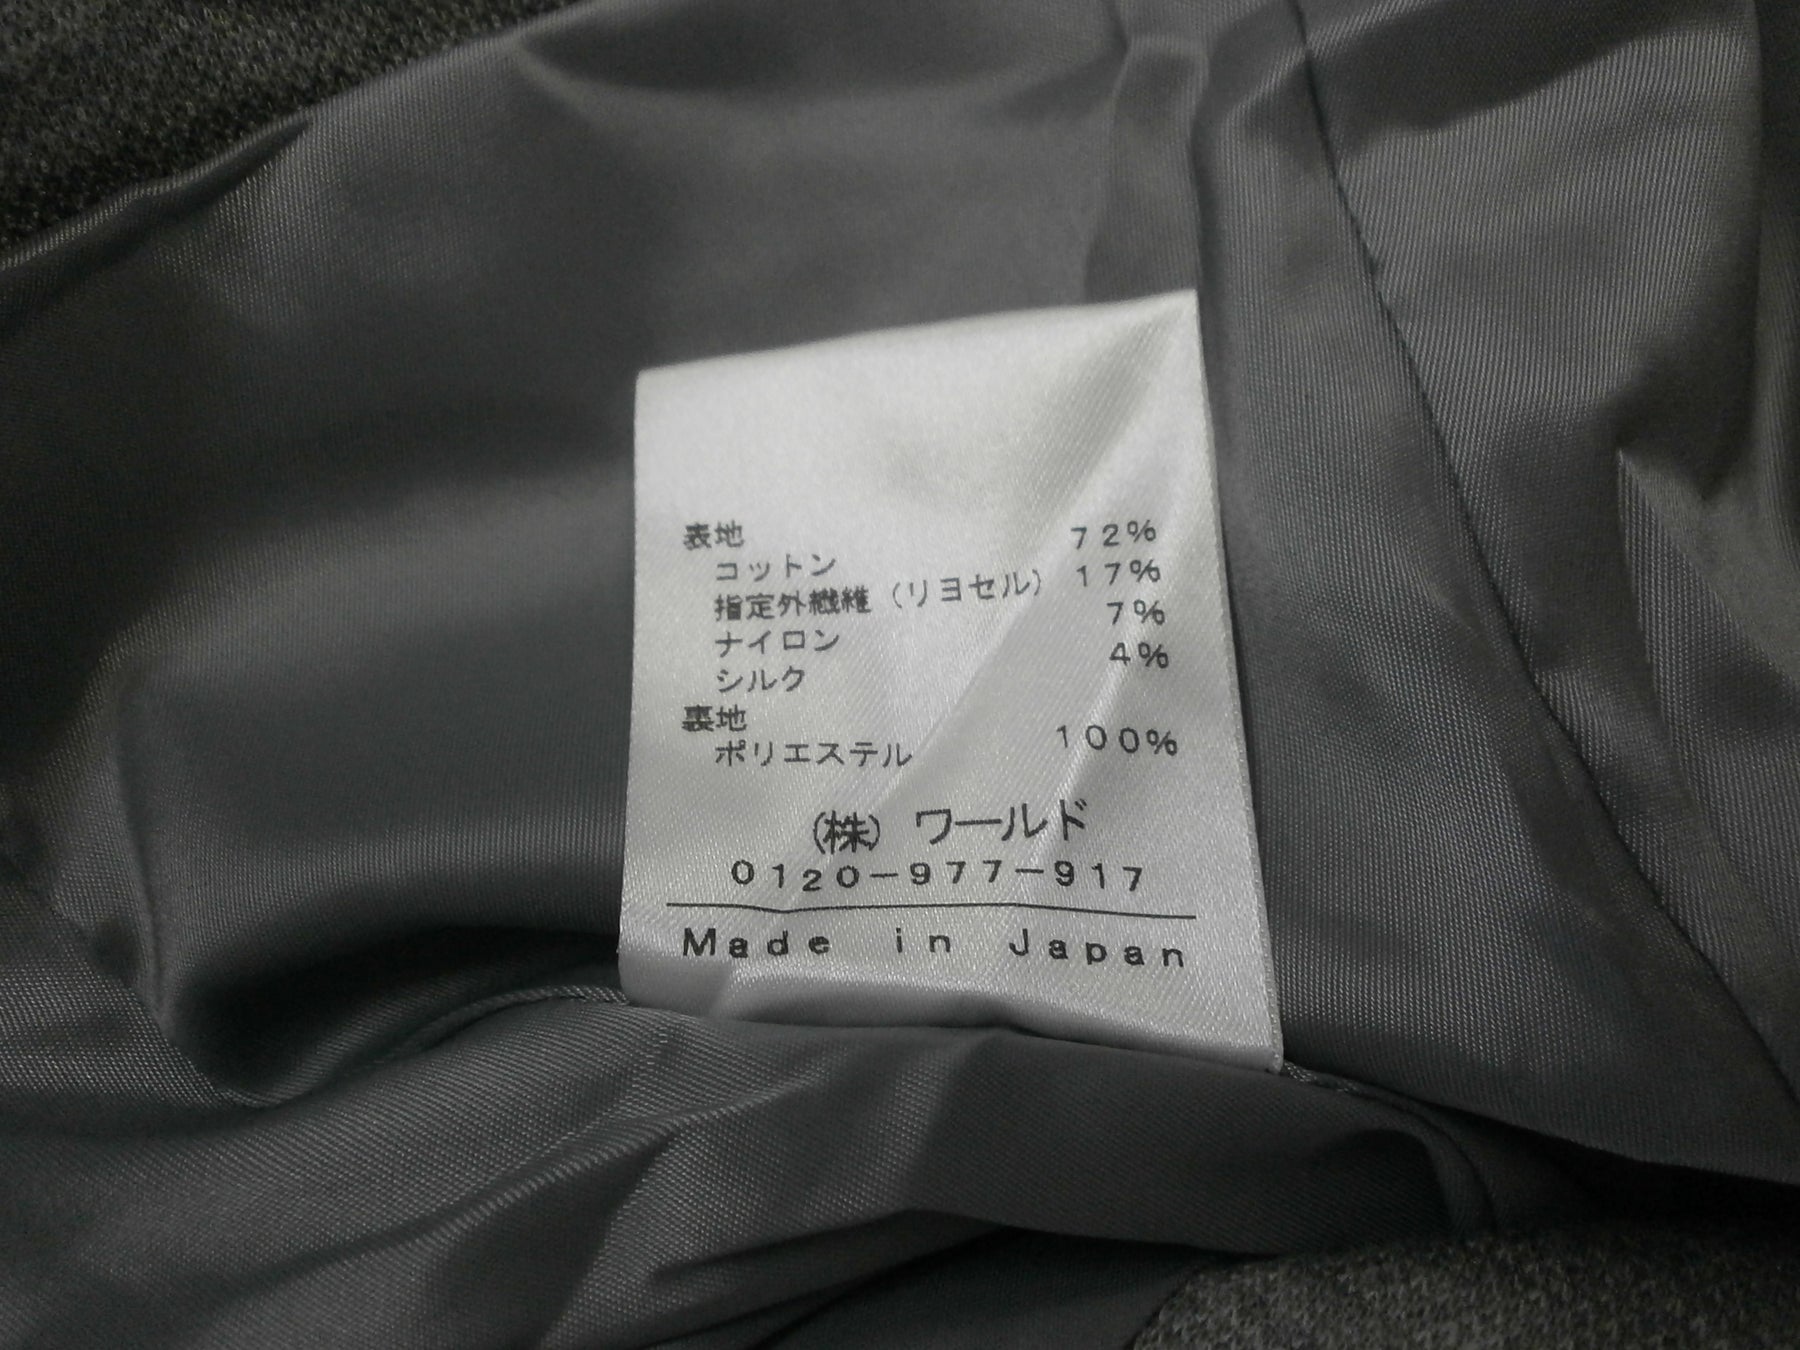 表地
コットン 72%
指定外繊維（リヨセル） 17%
ナイロン 7%
シルク 4%
裏地
ポリエステル 100%
（株）ワールド
0120-977-917
Made in Japan